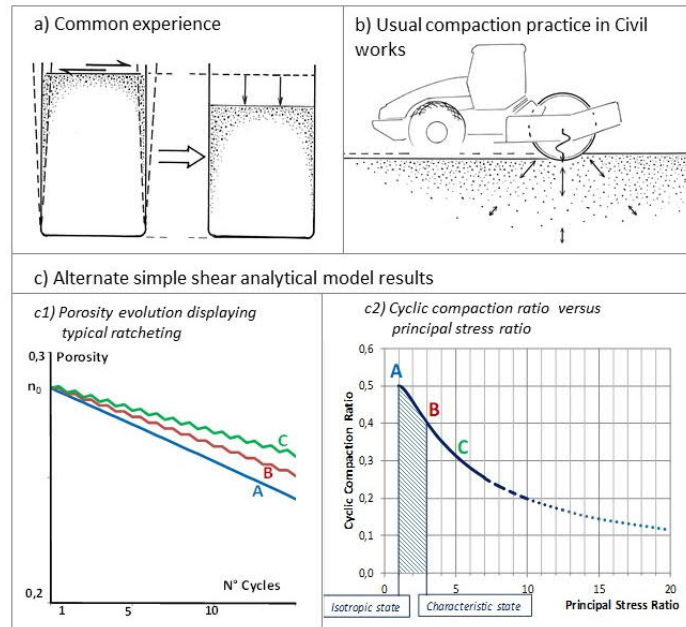 a) Common experience
b) Usual compaction practice in Civil
works
c) Alternate simple shear analytical model results
c1) Porosity evolution displaying
typical ratcheting
0,3
Porosity
n0
C
B
A
0,2
N° Cycles
1
5
10
c2) Cyclic compaction ratio versus
principal stress ratio
Cyclic Compaction Ratio
0,6
0,5
0,4
0,3
0,2
0,1
0,0
A
B
C
0
5
10
15
20
Isotropic state
Characteristic state
Principal Stress Ratio